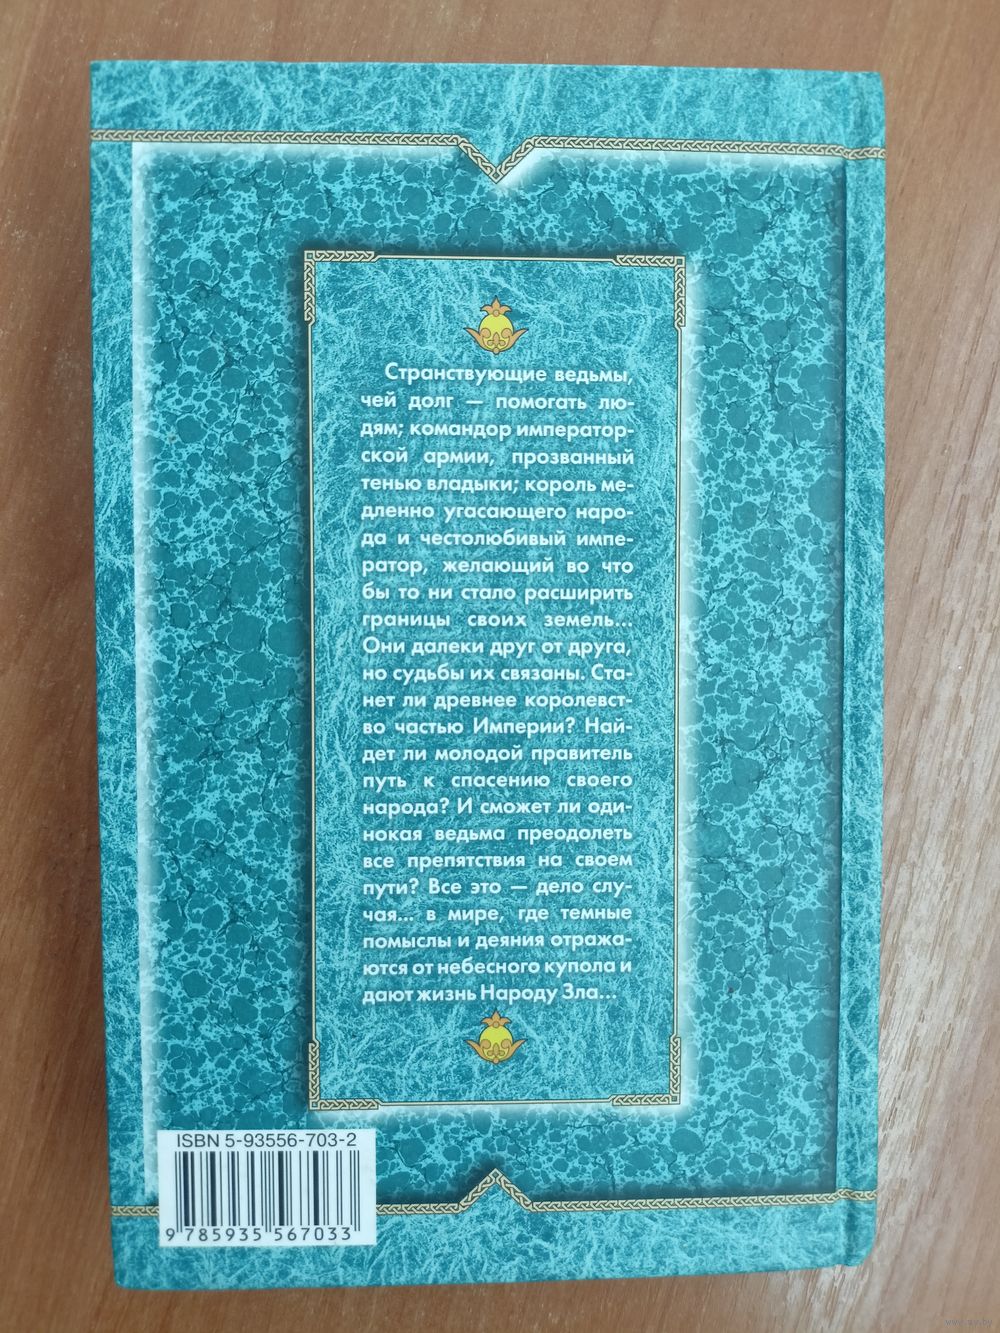 Странствующие ведьмы,
чей долг — помогать лю-
дям; командор император-
ской армии, прозванный
тенью владыки; король ме-
дленно угасающего наро-
да и честолюбивый импе-
ратор, желающий во что
бы то ни стало расширить
границы своих земель...
Они далеки друг от друга,
но судьбы их связаны. Ста-
нет ли древнее королевст-
во частью Империи? Най-
дет ли молодой правитель
путь к спасению своего
народа? И сможет ли оди-
нокая ведьма преодолеть
все препятствия на своем
пути? Все это — дело слу-
чая... в мире, где темные
помыслы и деяния отража-
ются от небесного купола и
дают жизнь Народу Зла...
ISBN 5-93556-703-2
9 785935 567033